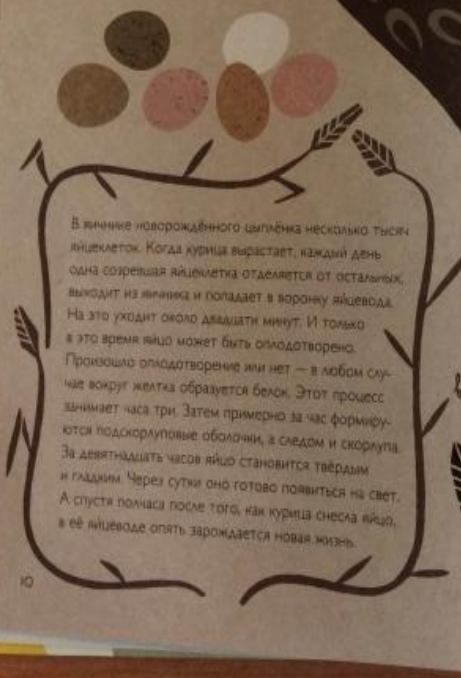 В яичнике новорождённого цыплёнка несколько тысяч
яйцеклеток. Когда курица вырастает, каждый день
одна созревшая яйцеклетка отделяется от остальных,
выходит из яичника и попадает в воронку яйцевода.
На это уходит около двадцати минут. И только
в это время яйцо может быть оплодотворено.
Произошло оплодотворение или нет — в любом слу-
чае вокруг желтка образуется белок. Этот процесс
занимает часа три. Затем примерно за час формиру-
ются подскорлуповые оболочки, а следом и скорлупа.
За девятнадцать часов яйцо становится твёрдым
и гладким. Через сутки оно готово появиться на свет.
А спустя полчаса после того, как курица снесла яйцо,
в её яйцеводе опять зарождается новая жизнь.
10